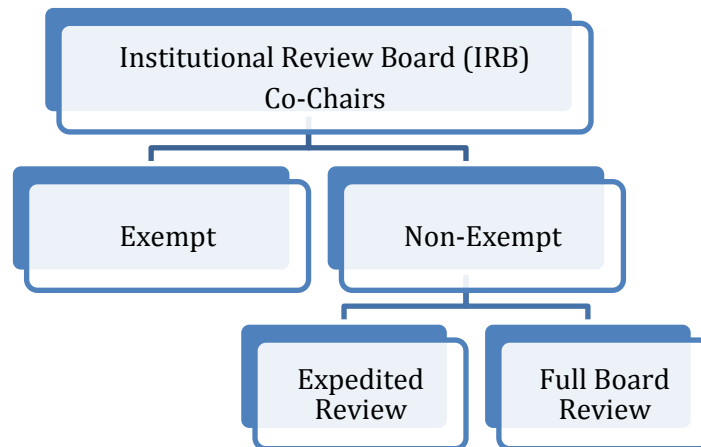 Institutional Review Board (IRB)
Co-Chairs
Exempt
Non-Exempt
Expedited
Review
Full Board
Review